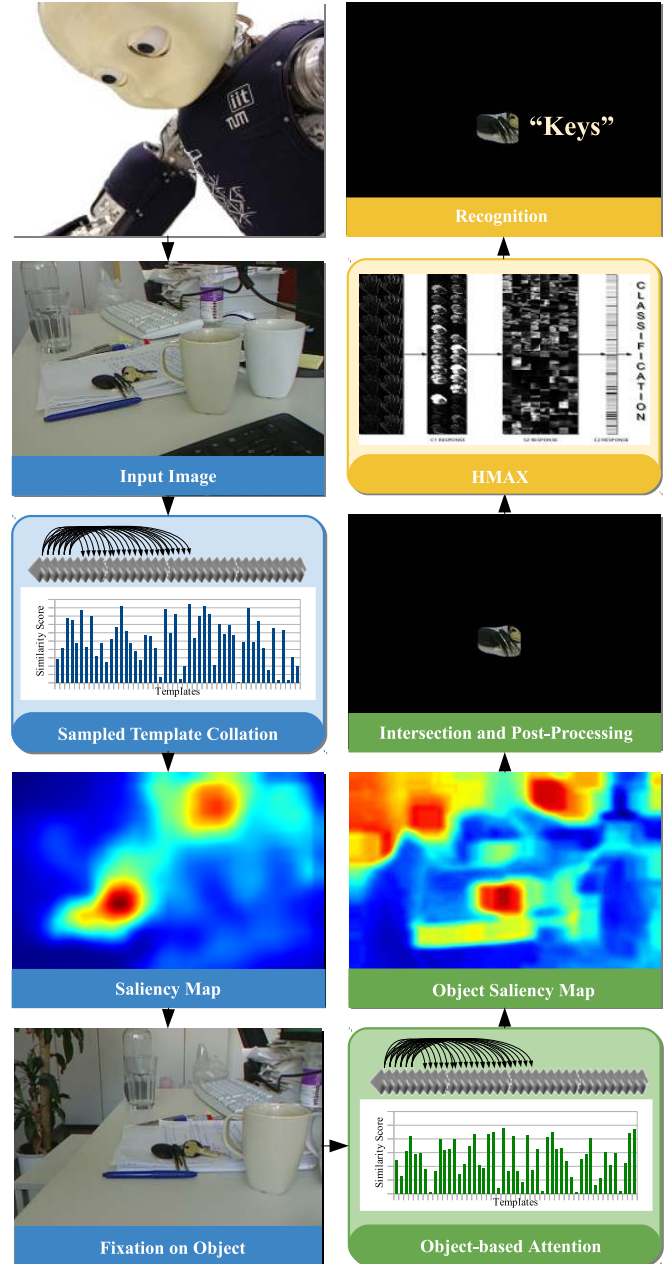 iit
TUM
Input Image
Similarity Score
Templates
Sampled Template Collation
Saliency Map
Fixation on Object
Similarity Score
Templates
Object-based Attention
Object Saliency Map
Intersection and Post-Processing
C1 RESPONSE
S2 RESPONSE
C2 RESPONSE
CLASSIFICATION
HMAX
“Keys”
Recognition